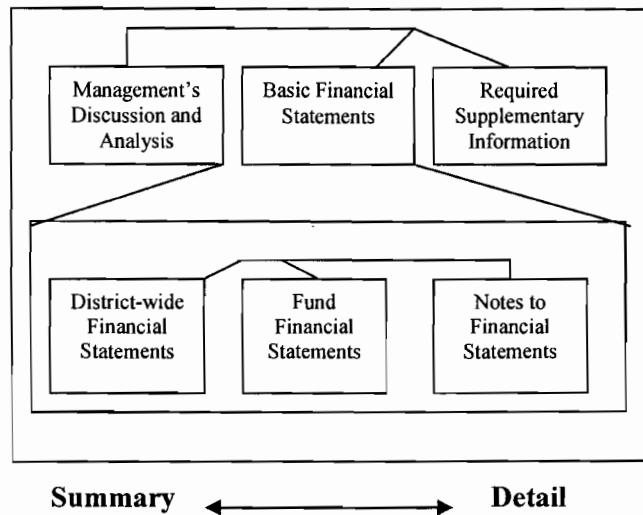 Management's
Discussion and
Analysis
Basic Financial
Statements
Required
Supplementary
Information
District-wide
Financial
Statements
Fund
Financial
Statements
Notes to
Financial
Statements
Summary
Detail